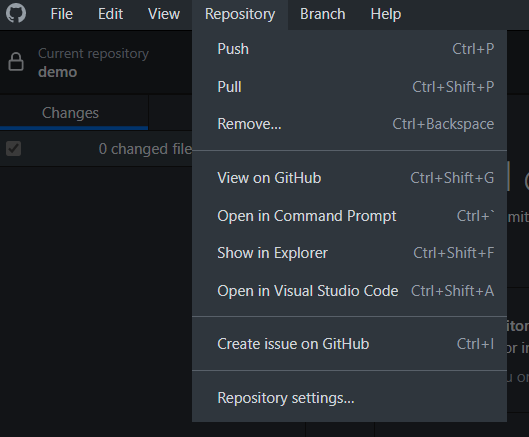 File Edit View Repository Branch Help
Current repository
demo
Changes
0 changed file
Push Ctrl+P
Pull Ctrl+Shift+P
Remove... Ctrl+Backspace
View on GitHub Ctrl+Shift+G
Open in Command Prompt Ctrl+`
Show in Explorer Ctrl+Shift+F
Open in Visual Studio Code Ctrl+Shift+A
Create issue on GitHub Ctrl+I
Repository settings...